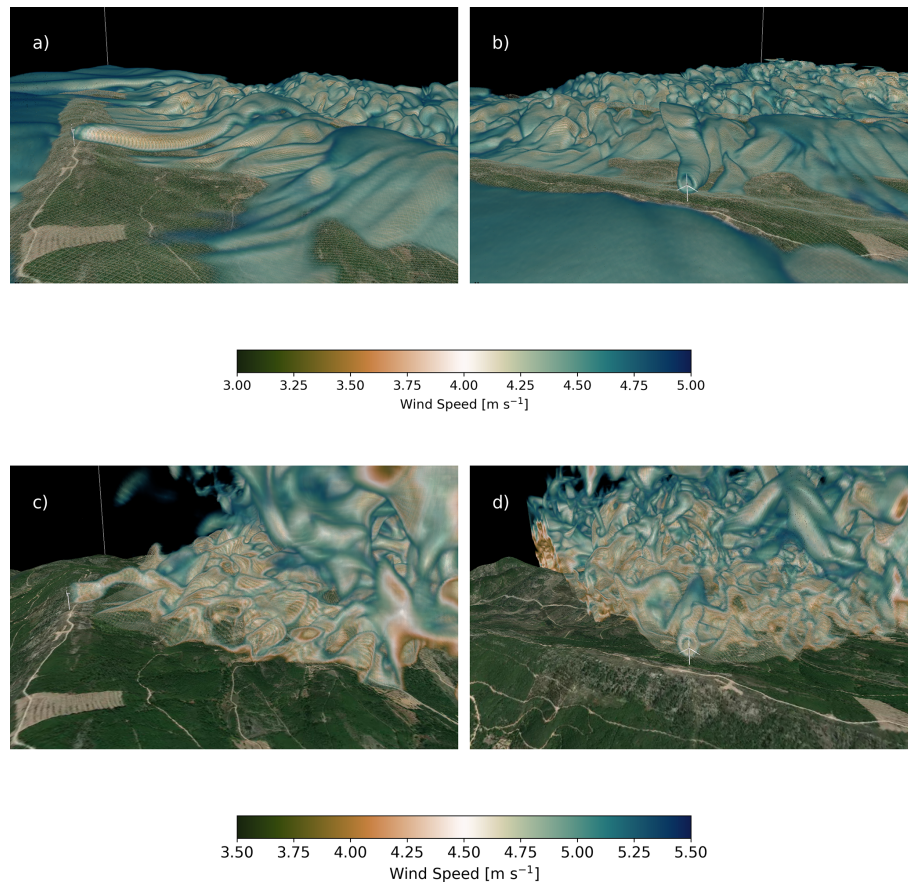 a)
b)
3.00 3.25 3.50 3.75 4.00 4.25 4.50 4.75 5.00
Wind Speed [m s⁻¹]
c)
d)
3.50 3.75 4.00 4.25 4.50 4.75 5.00 5.25 5.50
Wind Speed [m s⁻¹]